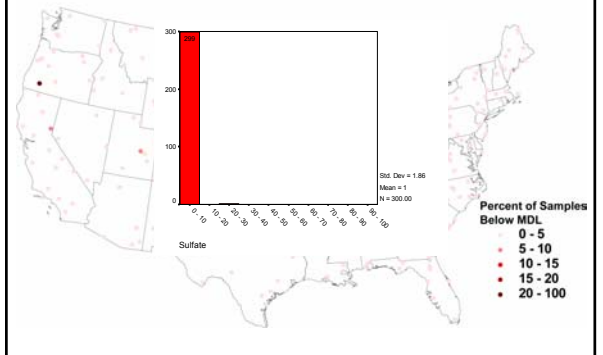 300
299
200
100
0
0 - 10
10 - 20
20 - 30
30 - 40
40 - 50
50 - 60
60 - 70
70 - 80
80 - 90
90 - 100
Std. Dev = 1.86
Mean = 1
N = 300.00
Sulfate
Percent of Samples
Below MDL
0 - 5
5 - 10
10 - 15
15 - 20
20 - 100